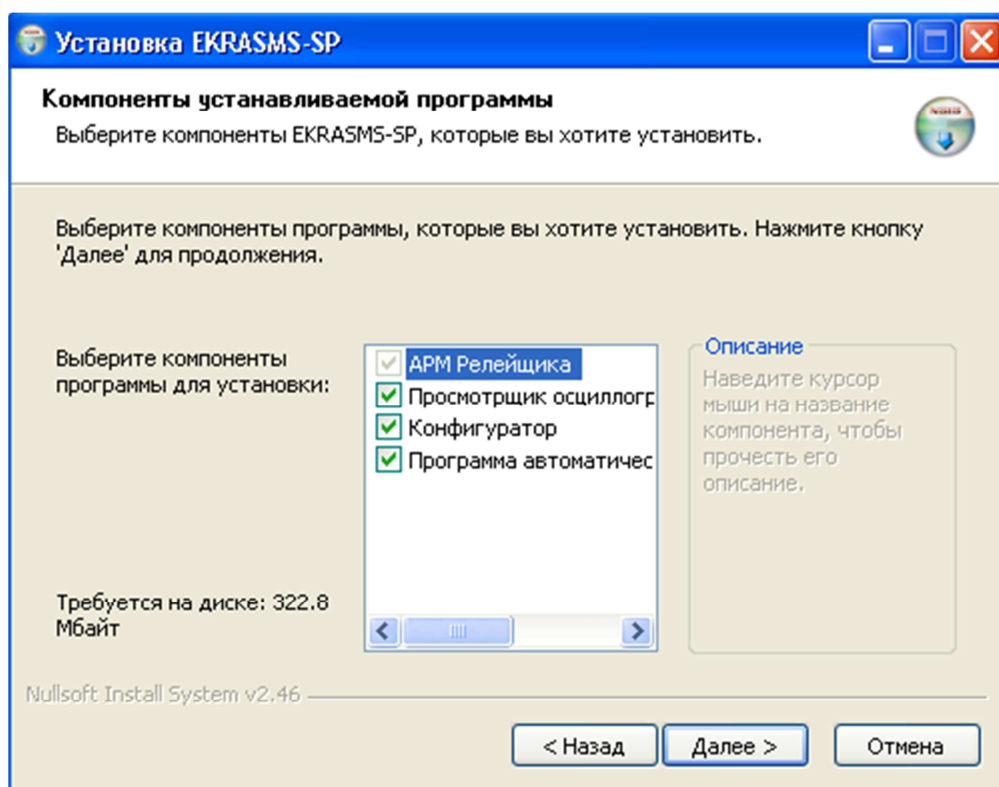 Установка EKRASMS-SP
Компоненты устанавливаемой программы
Выберите компоненты EKRASMS-SP, которые вы хотите установить.
Выберите компоненты программы, которые вы хотите установить. Нажмите кнопку
'Далее' для продолжения.
Выберите компоненты
программы для установки:
АРМ Релейщика
Просмотрщик осциллогр
Конфигуратор
Программа автоматичес
Описание
Наведите курсор
мыши на название
компонента, чтобы
прочесть его
описание.
Требуется на диске: 322.8
Мбайт
Nullsoft Install System v2.46
< Назад
Далее >
Отмена